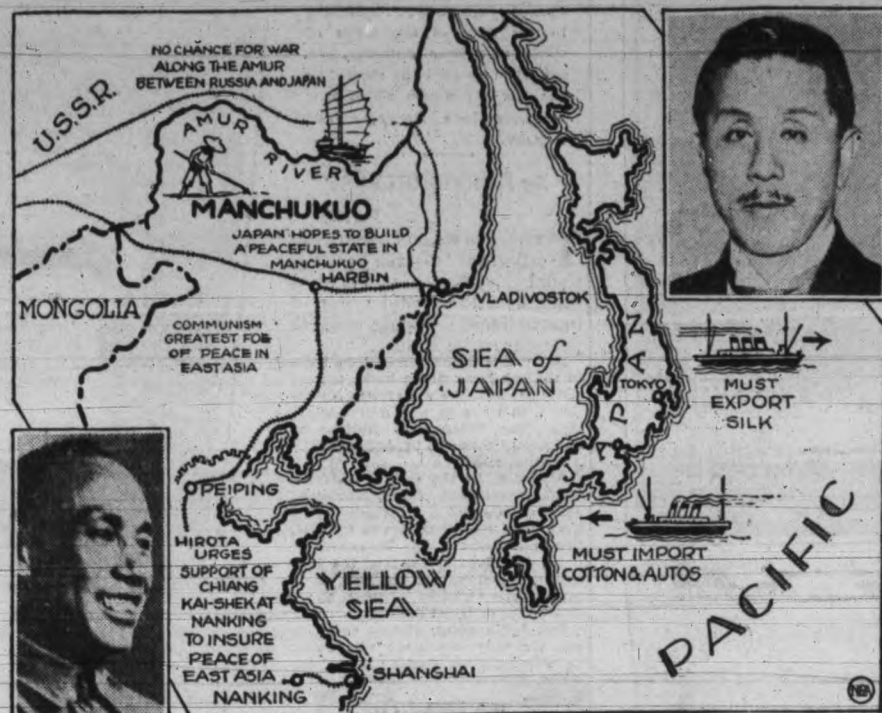 NO CHANCE FOR WAR
ALONG THE AMUR
BETWEEN RUSSIA AND JAPAN
U.S.S.R.
AMUR
RIVER
MANCHUKUO
JAPAN HOPES TO BUILD
A PEACEFUL STATE IN
MANCHUKUO
HARBIN
MONGOLIA
VLADIVOSTOK
COMMUNISM
GREATEST FOE
OF PEACE IN
EAST ASIA
SEA of
JAPAN
JAPAN
TOKYO
MUST
EXPORT
SILK
PEIPING
HIROTA
URGES
SUPPORT OF
CHIANG
KAI-SHEK AT
NANKING
TO INSURE
PEACE OF
EAST ASIA
YELLOW
SEA
MUST IMPORT
COTTON & AUTOS
PACIFIC
SHANGHAI
NANKING
NEA